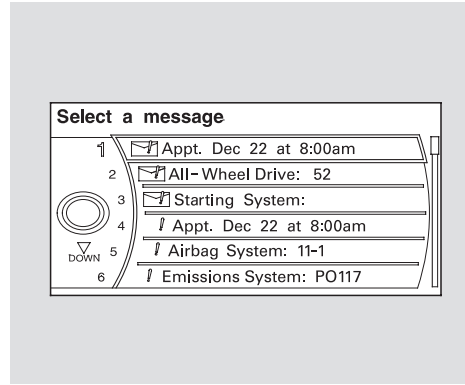 Select a message
1 Appt. Dec 22 at 8:00am
2 All-Wheel Drive: 52
3 Starting System:
4 ! Appt. Dec 22 at 8:00am
5 ! Airbag System: 11-1
6 ! Emissions System: PO117
DOWN